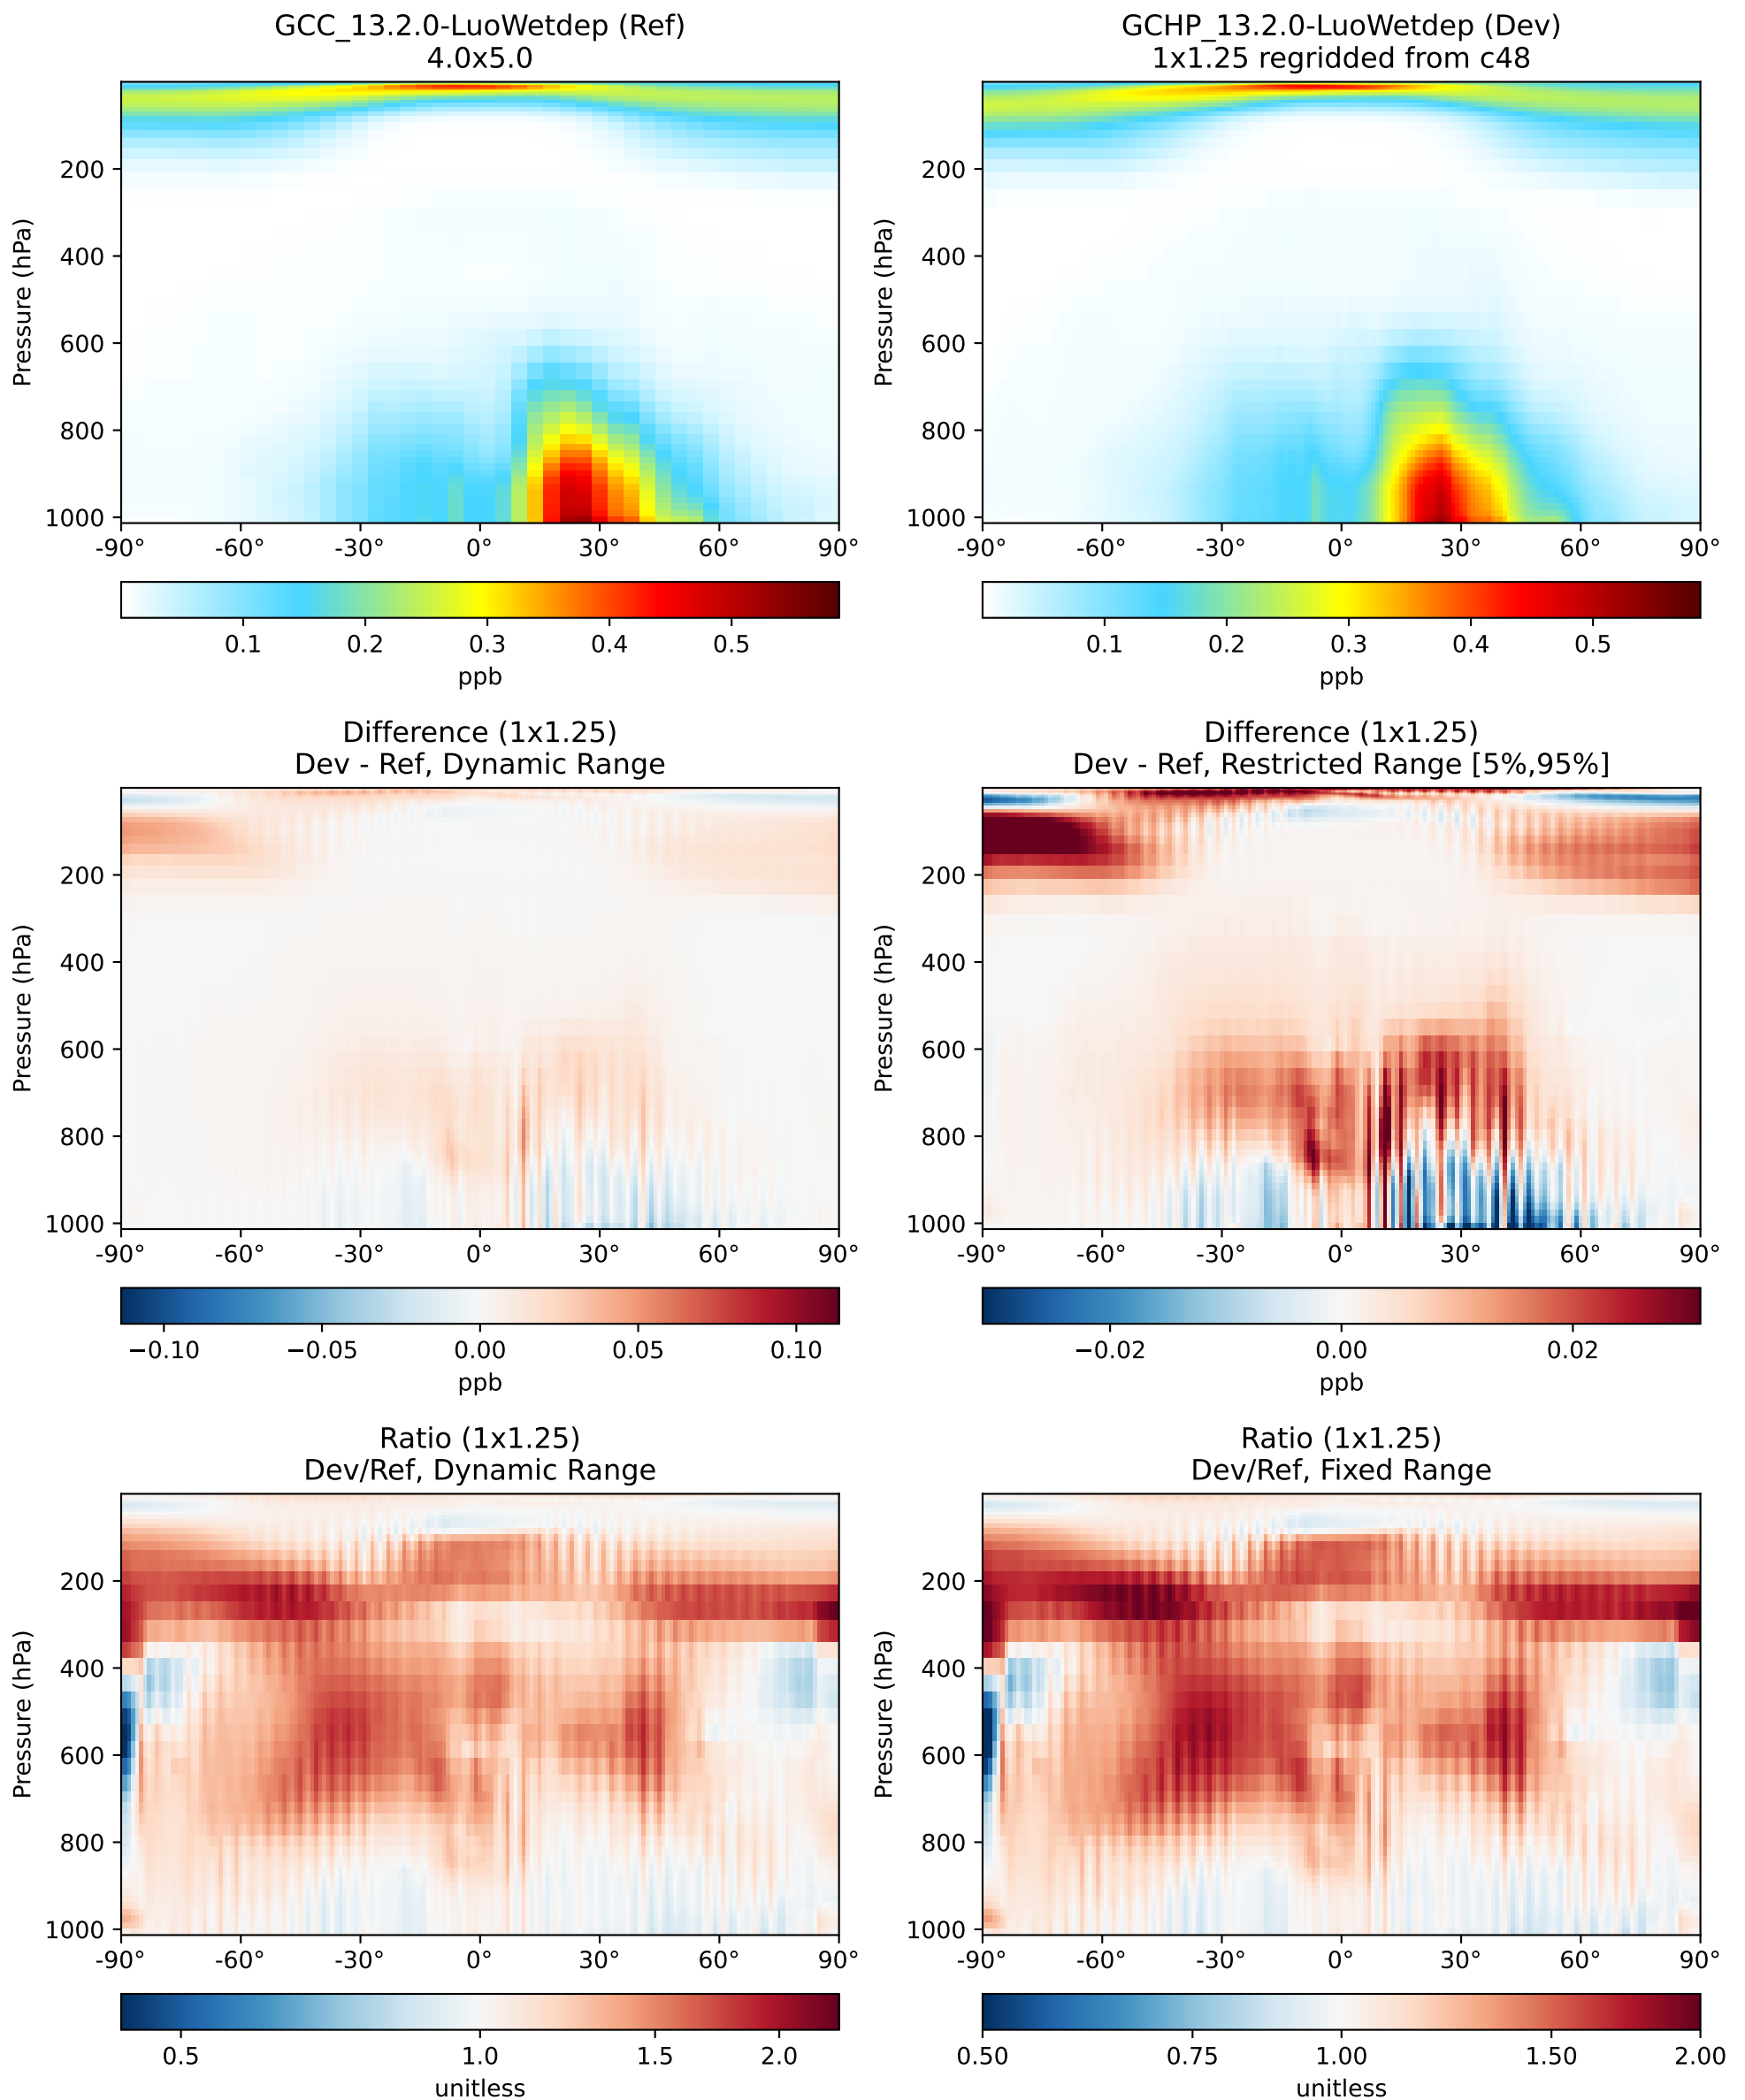 GCC_13.2.0-LuoWetdep (Ref)
4.0x5.0
Pressure (hPa)
200
400
600
800
1000
-90° -60° -30° 0° 30° 60° 90°
0.1 0.2 0.3 0.4 0.5
ppb
GCHP_13.2.0-LuoWetdep (Dev)
1x1.25 regridded from c48
Pressure (hPa)
200
400
600
800
1000
-90° -60° -30° 0° 30° 60° 90°
0.1 0.2 0.3 0.4 0.5
ppb
Difference (1x1.25)
Dev - Ref, Dynamic Range
Pressure (hPa)
200
400
600
800
1000
-90° -60° -30° 0° 30° 60° 90°
−0.10 −0.05 0.00 0.05 0.10
ppb
Difference (1x1.25)
Dev - Ref, Restricted Range [5%,95%]
Pressure (hPa)
200
400
600
800
1000
-90° -60° -30° 0° 30° 60° 90°
−0.02 0.00 0.02
ppb
Ratio (1x1.25)
Dev/Ref, Dynamic Range
Pressure (hPa)
200
400
600
800
1000
-90° -60° -30° 0° 30° 60° 90°
0.5 1.0 1.5 2.0
unitless
Ratio (1x1.25)
Dev/Ref, Fixed Range
Pressure (hPa)
200
400
600
800
1000
-90° -60° -30° 0° 30° 60° 90°
0.50 0.75 1.00 1.50 2.00
unitless